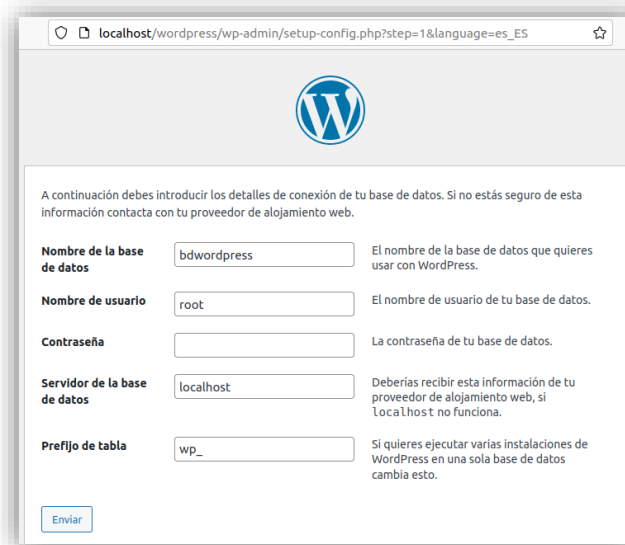 localhost/wordpress/wp-admin/setup-config.php?step=1&language=es_ES
A continuación debes introducir los detalles de conexión de tu base de datos. Si no estás seguro de esta
información contacta con tu proveedor de alojamiento web.
Nombre de la base
de datos
bdwordpress
El nombre de la base de datos que quieres
usar con WordPress.
Nombre de usuario
root
El nombre de usuario de tu base de datos.
Contraseña
La contraseña de tu base de datos.
Servidor de la base
de datos
localhost
Deberías recibir esta información de tu
proveedor de alojamiento web, si
localhost no funciona.
Prefijo de tabla
wp_
Si quieres ejecutar varias instalaciones de
WordPress en una sola base de datos
cambia esto.
Enviar